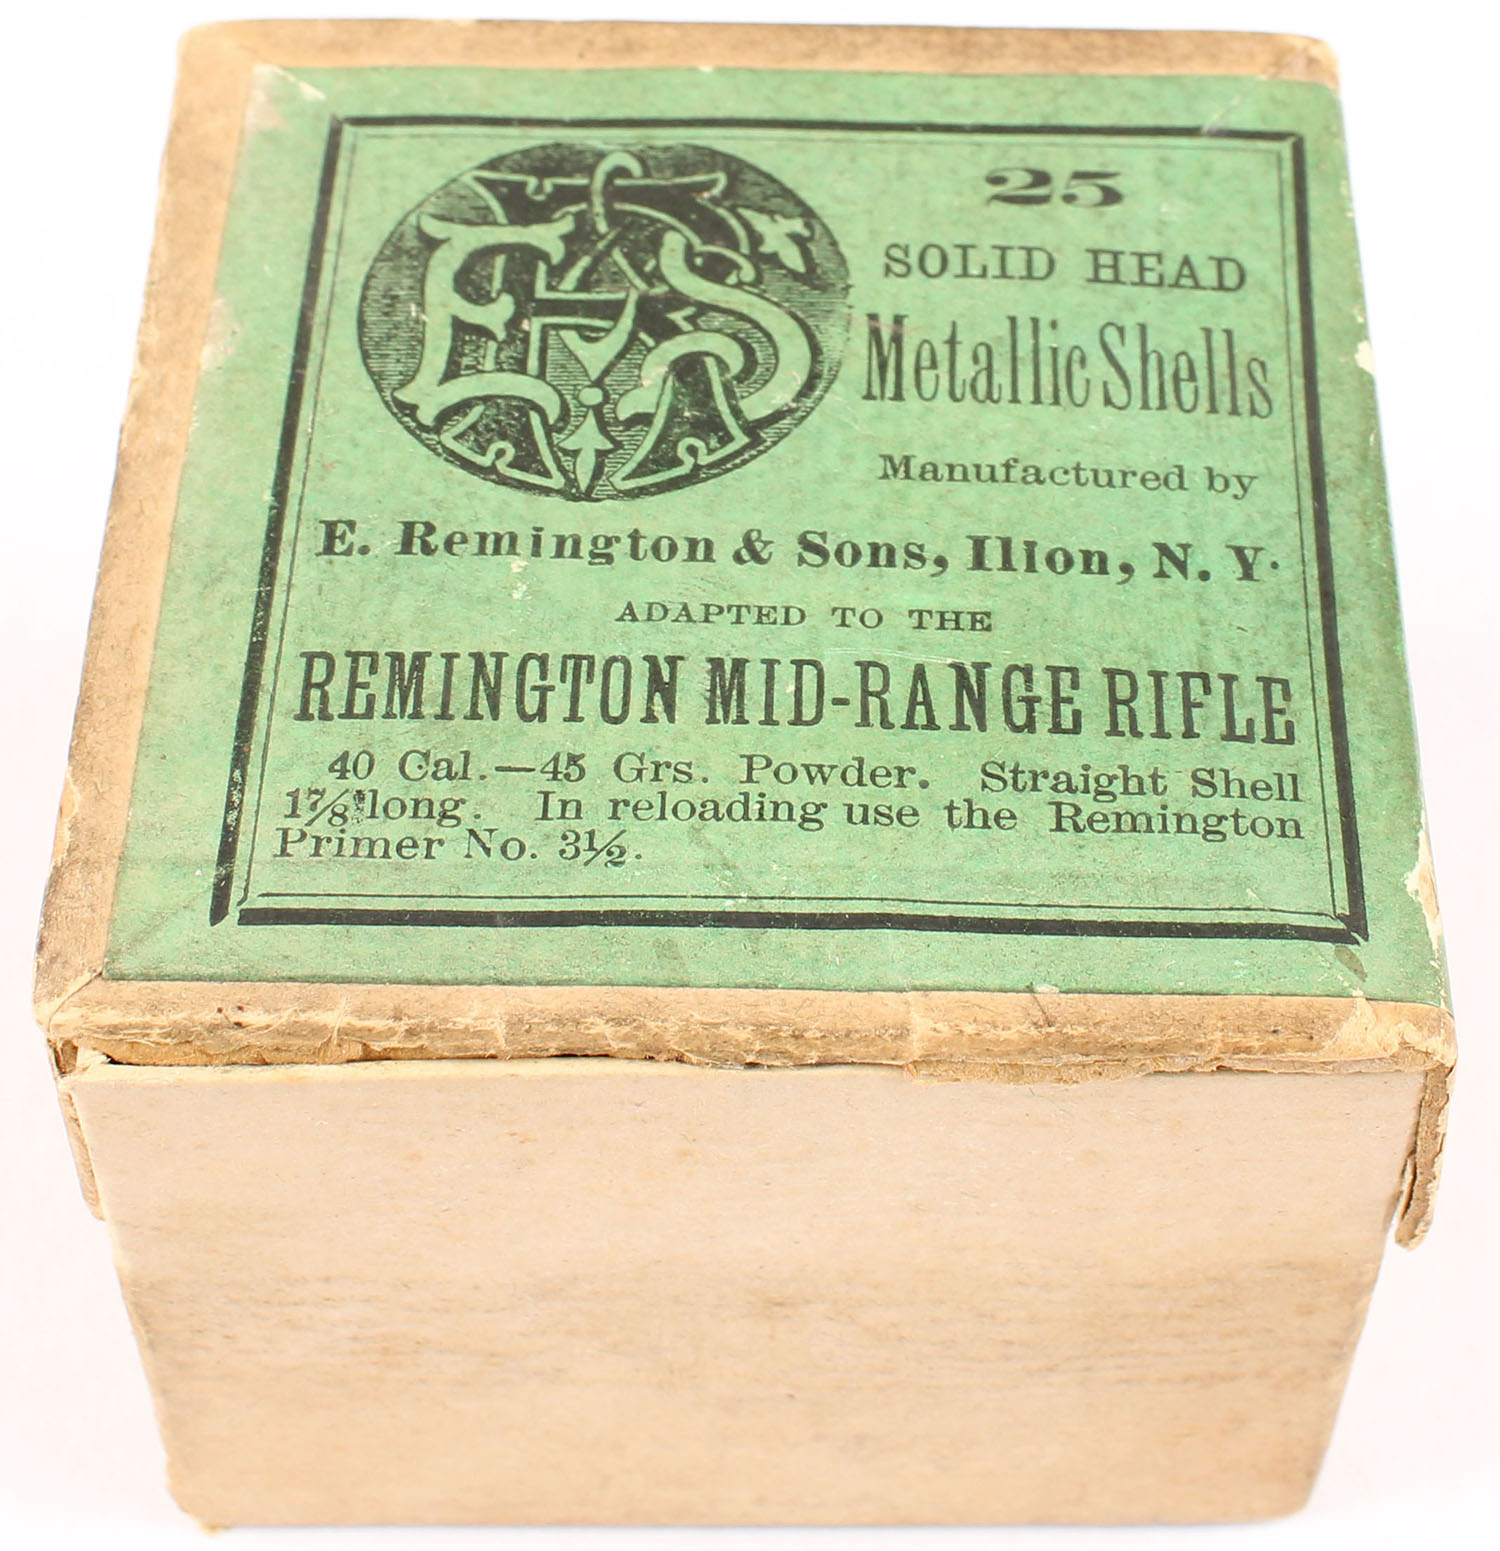 25
SOLID HEAD
Metallic Shells
Manufactured by
E. Remington & Sons, Ilion, N. Y.
ADAPTED TO THE
REMINGTON MID-RANGE RIFLE
40 Cal.—45 Grs. Powder. Straight Shell
1⅞" long. In reloading use the Remington
Primer No. 3½.